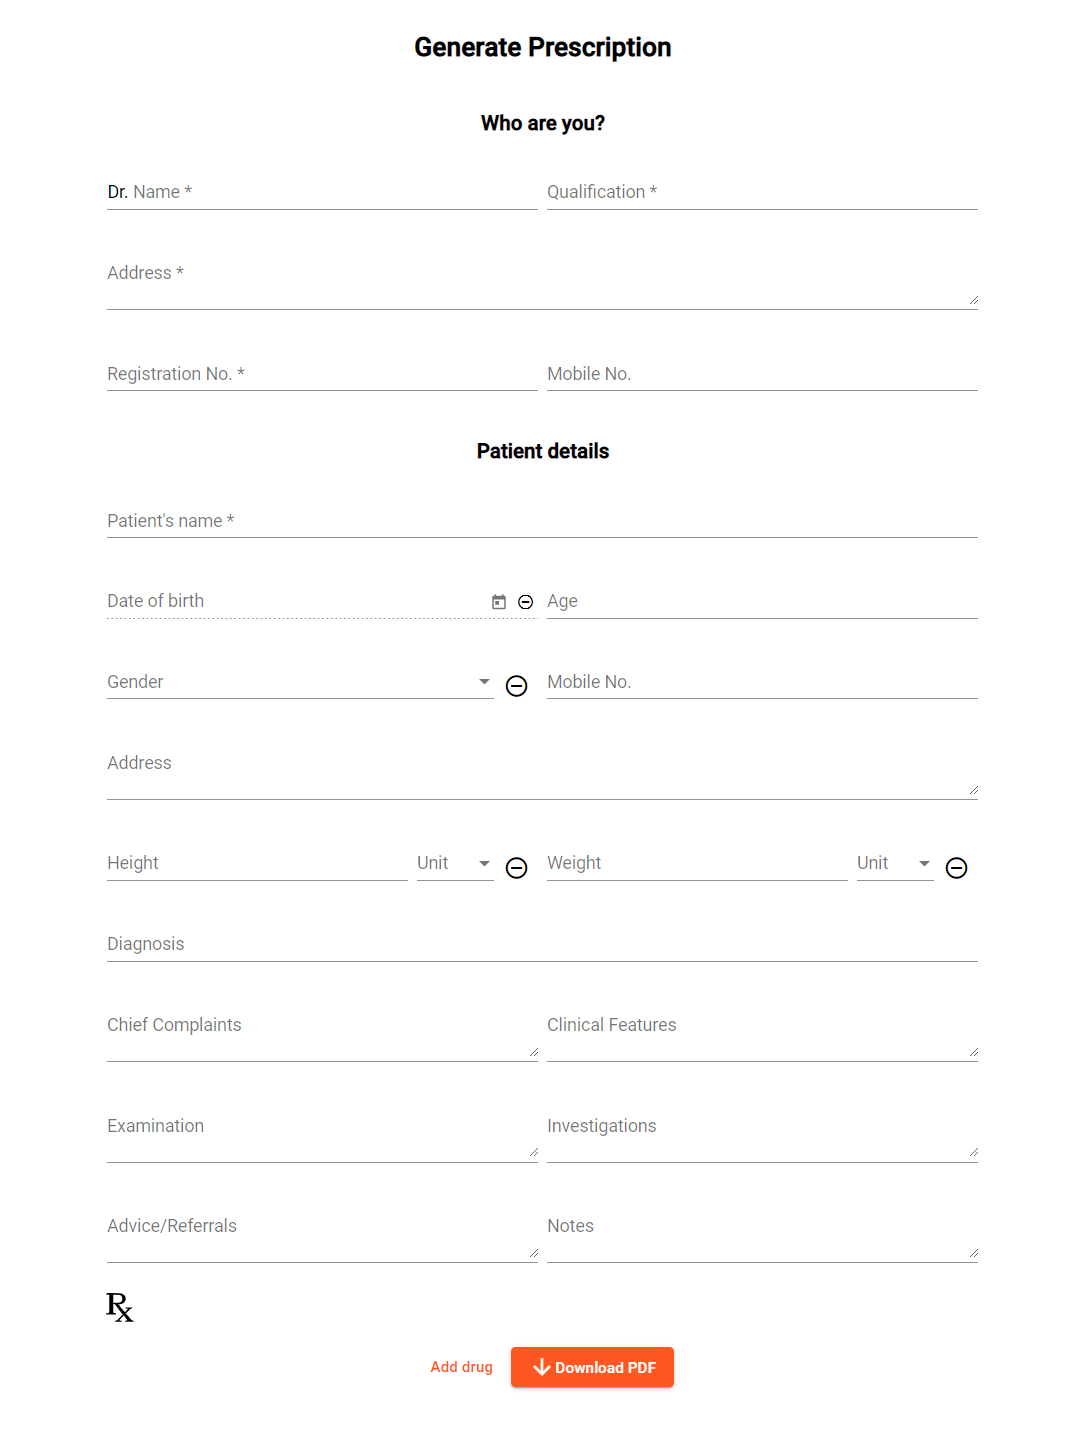 Generate Prescription
Who are you?
Dr. Name * Qualification *
Address *
Registration No. * Mobile No.
Patient details
Patient's name *
Date of birth Age
Gender Mobile No.
Address
Height Unit Weight Unit
Diagnosis
Chief Complaints Clinical Features
Examination Investigations
Advice/Referrals Notes
℞
Add drug Download PDF